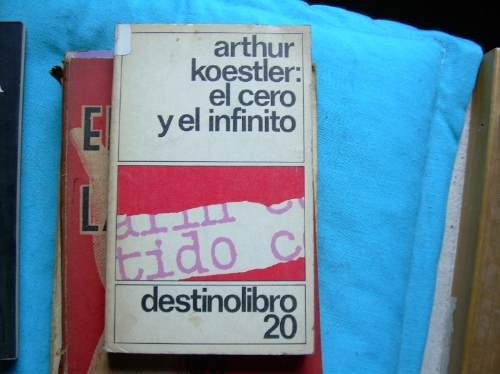 arthur
koestler:
el cero
y el infinito
tido c
destinolibro
20